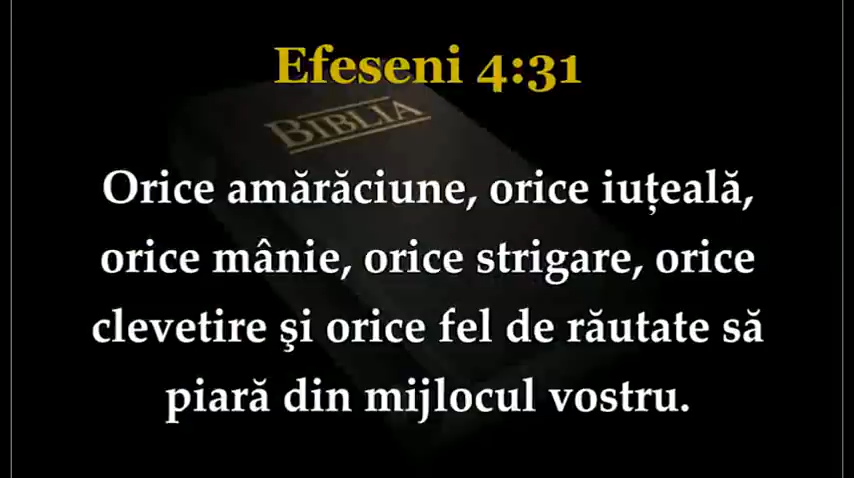 Efeseni 4:31
BIBLIA
Orice amărăciune, orice iuțeală,
orice mânie, orice strigare, orice
clevetire şi orice fel de răutate să
piară din mijlocul vostru.